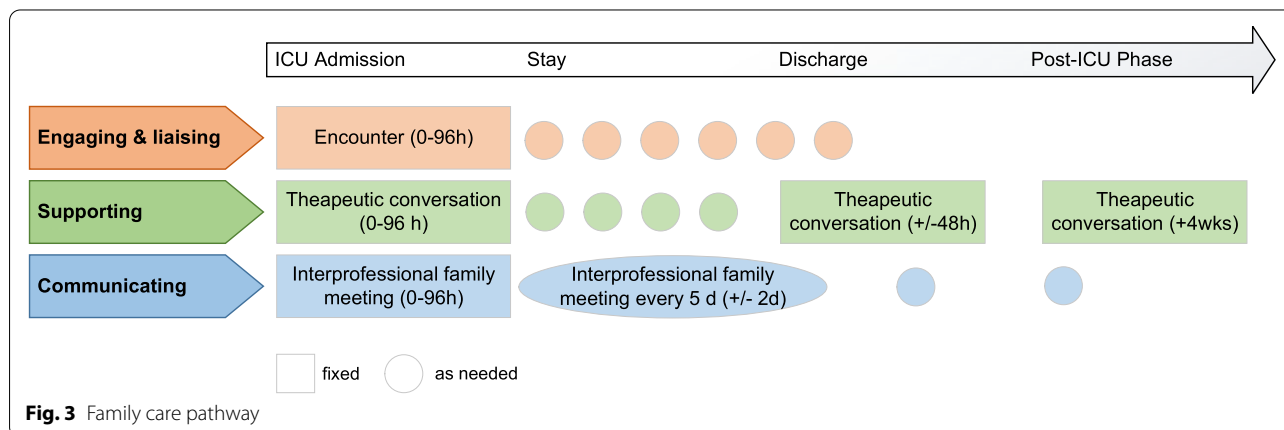 ICU Admission Stay Discharge Post-ICU Phase
Engaging & liaising
Encounter (0-96h)
Supporting
Theapeutic conversation
(0-96 h)
Theapeutic
conversation (+/-48h)
Theapeutic
conversation (+4wks)
Communicating
Interprofessional family
meeting (0-96h)
Interprofessional family
meeting every 5 d (+/- 2d)
fixed
as needed
Fig. 3 Family care pathway